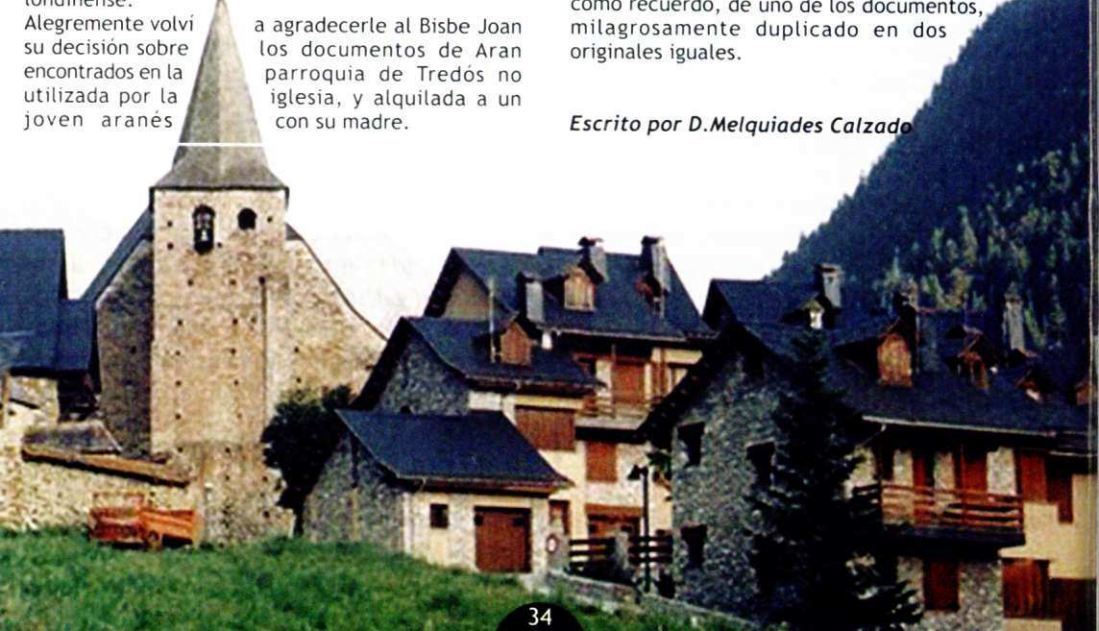 londinense.
Alegremente volví a agradecerle al Bisbe Joan
su decisión sobre los documentos de Aran
encontrados en la parroquia de Tredós no
utilizada por la iglesia, y alquilada a un
joven aranés con su madre.
como recuerdo, de uno de los documentos,
milagrosamente duplicado en dos
originales iguales.
Escrito por D.Melquiades Calzado
34